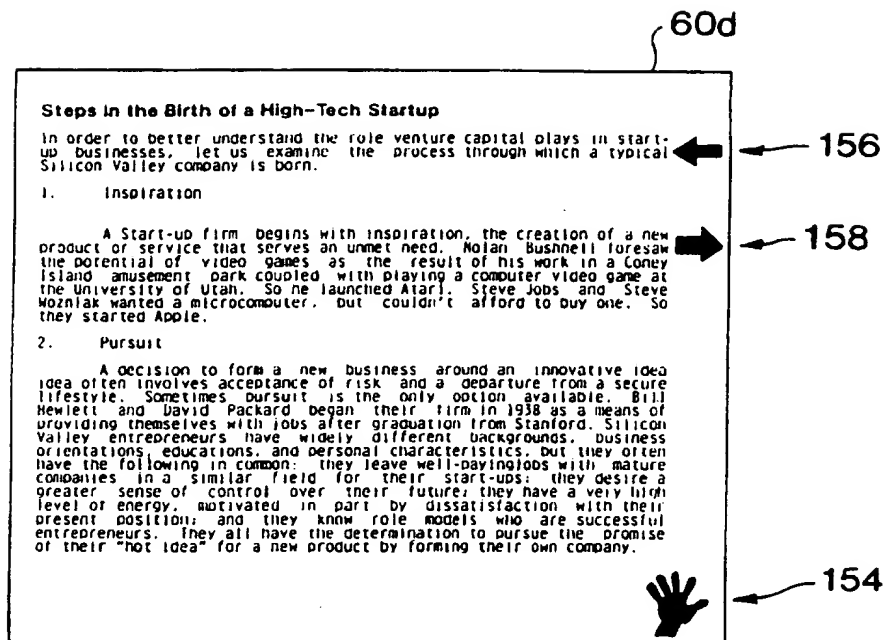 60d
Steps in the Birth of a High-Tech Startup
In order to better understand the role venture capital plays in start-
up businesses, let us examine the process through which a typical
Silicon Valley company is born.
156
1. Inspiration
A Start-up firm begins with inspiration, the creation of a new
product or service that serves an unmet need. Nolan Bushnell foresaw
the potential of video games as the result of his work in a Coney
Island amusement park coupled with playing a computer video game at
the University of Utah. So he launched Atari. Steve Jobs and Steve
Wozniak wanted a microcomputer, but couldn't afford to buy one. So
they started Apple.
158
2. Pursuit
A decision to form a new business around an innovative idea
idea often involves acceptance of risk and a departure from a secure
lifestyle. Sometimes pursuit is the only option available. Bill
Hewlett and David Packard began their firm in 1938 as a means of
providing themselves with jobs after graduation from Stanford. Silicon
Valley entrepreneurs have widely different backgrounds, business
orientations, educations, and personal characteristics, but they often
have the following in common: they leave well-payingjobs with mature
companies in a similar field for their start-ups; they desire a
greater sense of control over their future; they have a very high
level of energy, motivated in part by dissatisfaction with their
present position; and they know role models who are successful
entrepreneurs. They all have the determination to pursue the promise
of their "hot idea" for a new product by forming their own company.
154